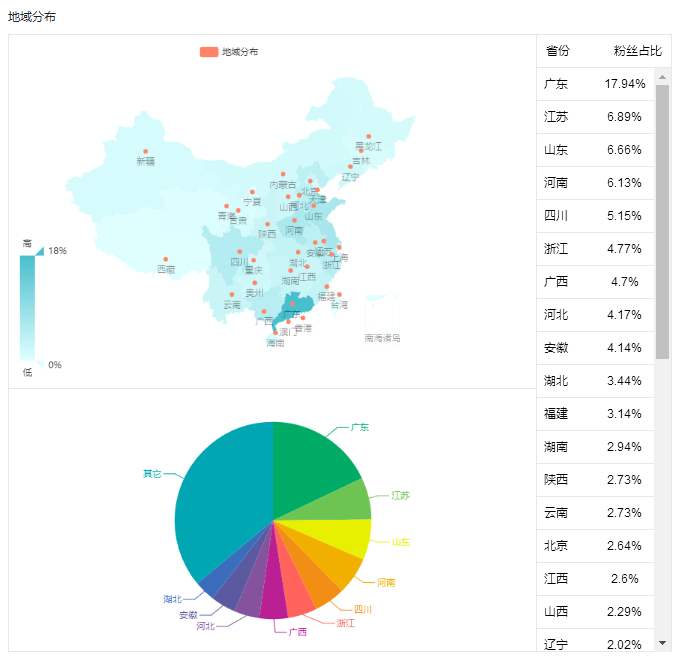 地域分布
地域分布
黑龙江
吉林
新疆
辽宁
内蒙古
北京
天津
宁夏
山西
河北
山东
青海
甘肃
陕西
河南
安徽
江苏
上海
四川
重庆
湖北
浙江
西藏
湖南
江西
贵州
福建
云南
台湾
广西
广东
澳门
香港
海南
南海诸岛
高
18%
0%
低
广东
其它
江苏
山东
河南
湖北
四川
安徽
浙江
河北
广西
省份 粉丝占比
广东 17.94%
江苏 6.89%
山东 6.66%
河南 6.13%
四川 5.15%
浙江 4.77%
广西 4.7%
河北 4.17%
安徽 4.14%
湖北 3.44%
福建 3.14%
湖南 2.94%
陕西 2.73%
云南 2.73%
北京 2.64%
江西 2.6%
山西 2.29%
辽宁 2.02%